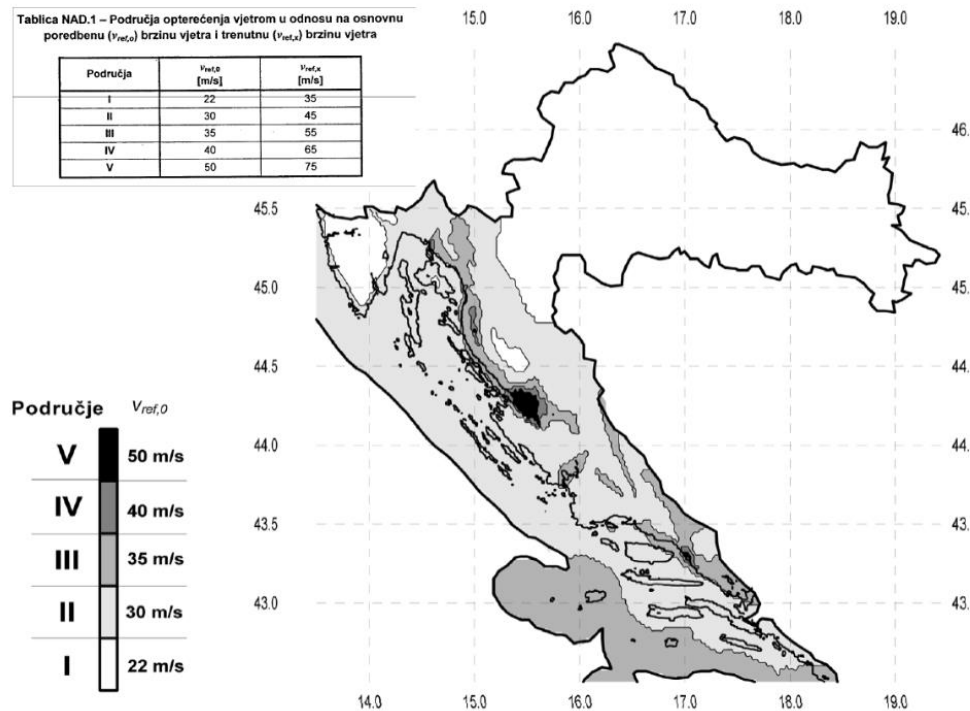 Tablica NAD.1 – Područja opterećenja vjetrom u odnosu na osnovnu
poredbenu (vref,o) brzinu vjetra i trenutnu (vref,x) brzinu vjetra
Područja vref,0 [m/s] vref,x [m/s]
I 22 35
II 30 45
III 35 55
IV 40 65
V 50 75
15.0 16.0 17.0 18.0 19.0
46. 46.
45.5 45.
45.0 45.
44.5 44.
44.0 44.
43.5 43.
43.0 43.
14.0 15.0 16.0 17.0 18.0 19.0
Područje vref,0
V 50 m/s
IV 40 m/s
III 35 m/s
II 30 m/s
I 22 m/s